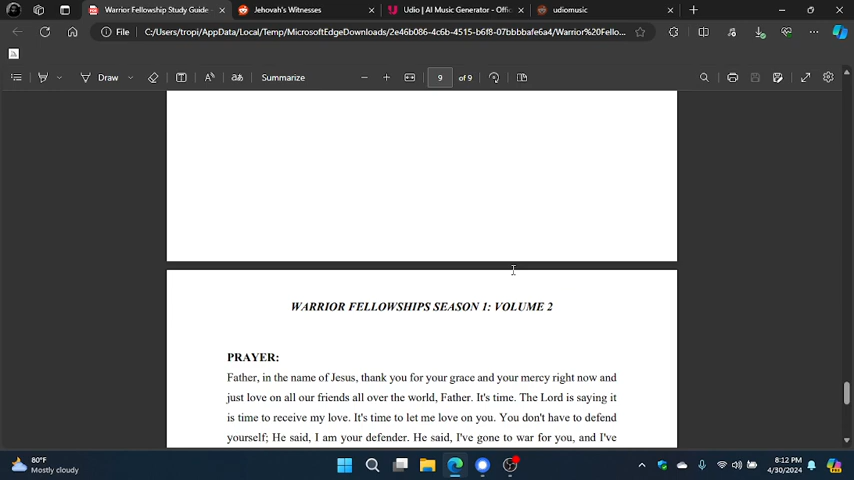 Warrior Fellowship Study Guide -
Jehovah's Witnesses
Udio | AI Music Generator - Offic
udiomusic
File
C:/Users/tropi/AppData/Local/Temp/MicrosoftEdgeDownloads/2e46b086-4c6b-4515-b6f8-07bbbbafe6a4/Warrior%20Fello...
Draw
Summarize
9 of 9
WARRIOR FELLOWSHIPS SEASON 1: VOLUME 2
PRAYER:
Father, in the name of Jesus, thank you for your grace and your mercy right now and
just love on all our friends all over the world, Father. It's time. The Lord is saying it
is time to receive my love. It's time to let me love on you. You don't have to defend
yourself; He said, I am your defender. He said, I've gone to war for you, and I've
80°F
Mostly cloudy
8:12 PM
4/30/2024